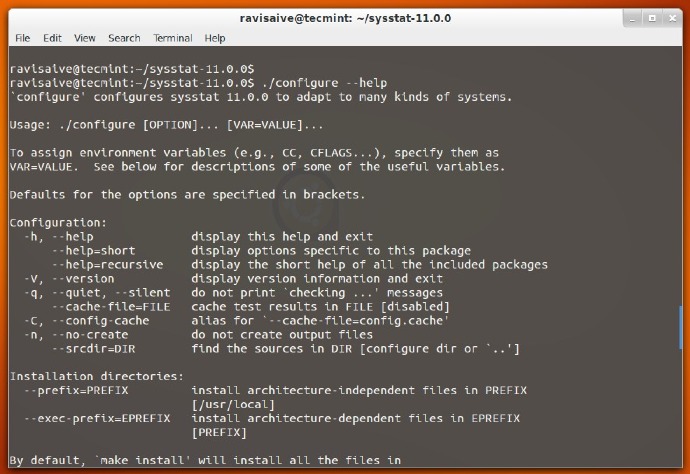 ravisaive@tecmint: ~/sysstat-11.0.0
File Edit View Search Terminal Help
ravisaive@tecmint:~/sysstat-11.0.0$
ravisaive@tecmint:~/sysstat-11.0.0$ ./configure --help
`configure' configures sysstat 11.0.0 to adapt to many kinds of systems.
Usage: ./configure [OPTION]... [VAR=VALUE]...
To assign environment variables (e.g., CC, CFLAGS...), specify them as
VAR=VALUE.  See below for descriptions of some of the useful variables.
Defaults for the options are specified in brackets.
Configuration:
  -h, --help              display this help and exit
      --help=short        display options specific to this package
      --help=recursive    display the short help of all the included packages
  -V, --version           display version information and exit
  -q, --quiet, --silent   do not print `checking ...' messages
      --cache-file=FILE   cache test results in FILE [disabled]
  -C, --config-cache      alias for `--cache-file=config.cache'
  -n, --no-create         do not create output files
      --srcdir=DIR        find the sources in DIR [configure dir or `..']
Installation directories:
  --prefix=PREFIX         install architecture-independent files in PREFIX
                          [/usr/local]
  --exec-prefix=EPREFIX   install architecture-dependent files in EPREFIX
                          [PREFIX]
By default, `make install' will install all the files in